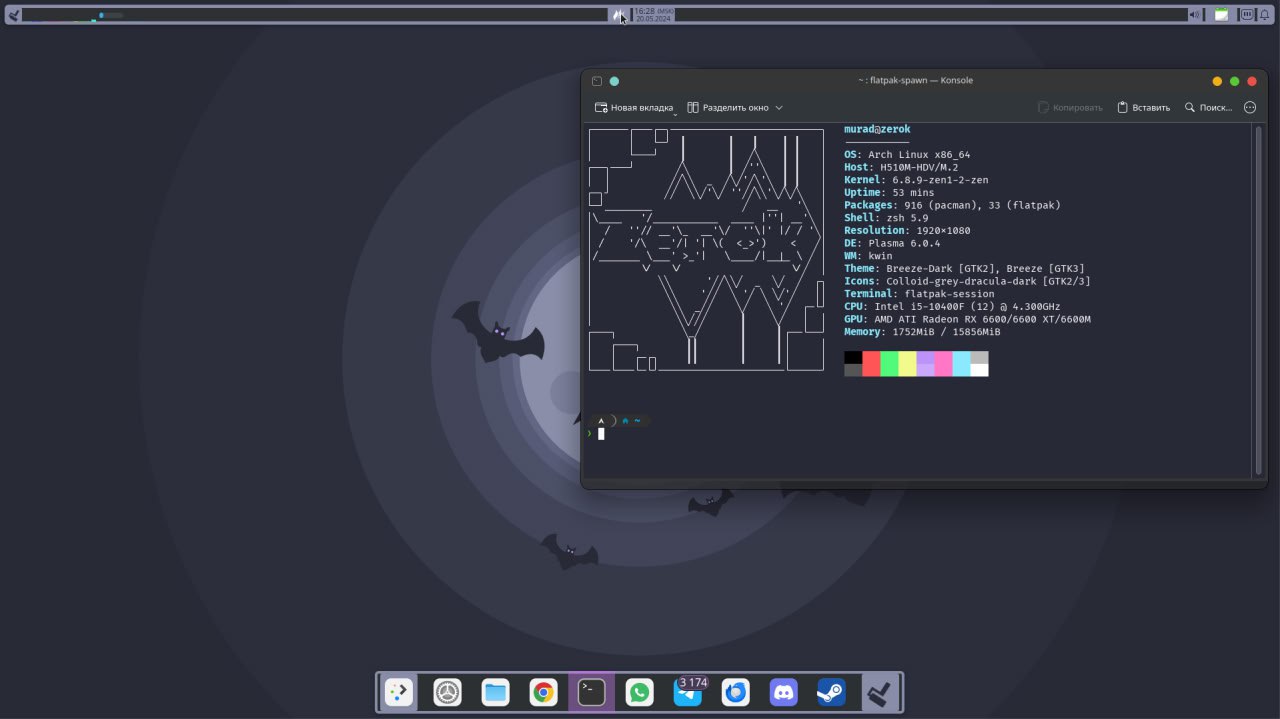 16:28 (MSK)
20.05.2024
~ : flatpak-spawn — Konsole
Новая вкладка
Разделить окно
Копировать
Вставить
Поиск...
murad@zerok
OS: Arch Linux x86_64
Host: H510M-HDV/M.2
Kernel: 6.8.9-zen1-2-zen
Uptime: 53 mins
Packages: 916 (pacman), 33 (flatpak)
Shell: zsh 5.9
Resolution: 1920×1080
DE: Plasma 6.0.4
WM: kwin
Theme: Breeze-Dark [GTK2], Breeze [GTK3]
Icons: Colloid-grey-dracula-dark [GTK2/3]
Terminal: flatpak-session
CPU: Intel i5-10400F (12) @ 4.300GHz
GPU: AMD ATI Radeon RX 6600/6600 XT/6600M
Memory: 1752MiB / 15856MiB
~
3 174